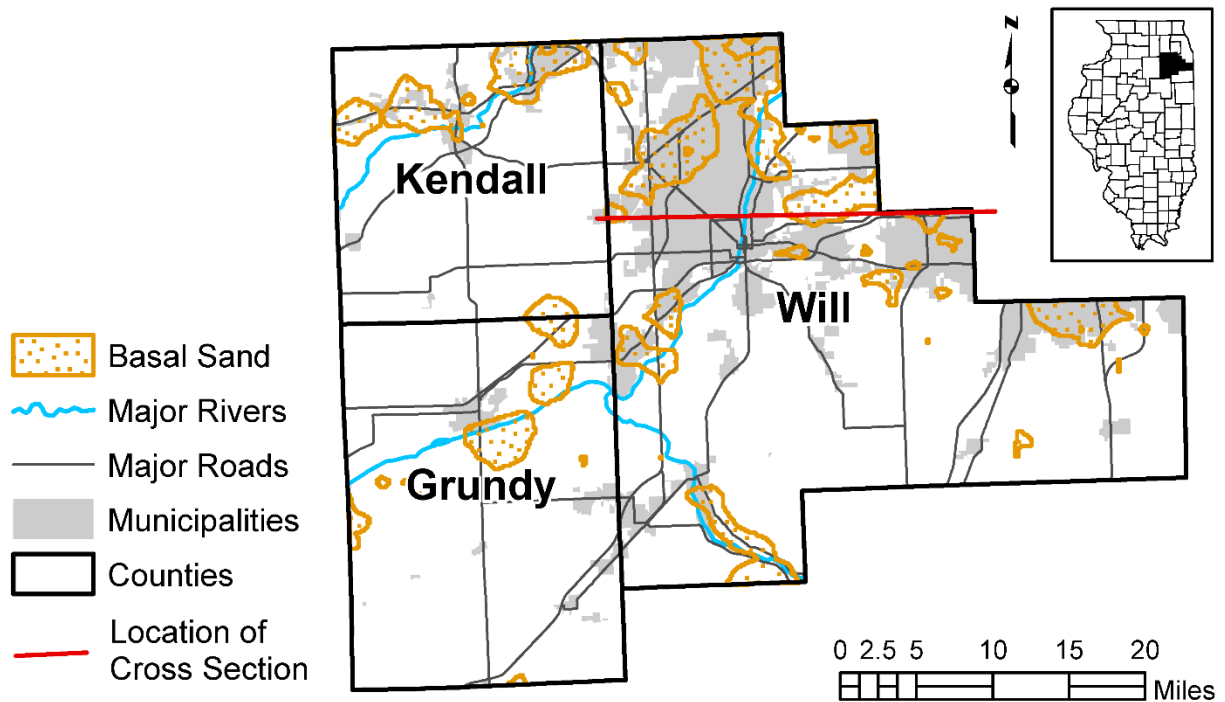 N
Kendall
Will
Grundy
Basal Sand
Major Rivers
Major Roads
Municipalities
Counties
Location of
Cross Section
0 2.5 5 10 15 20
Miles